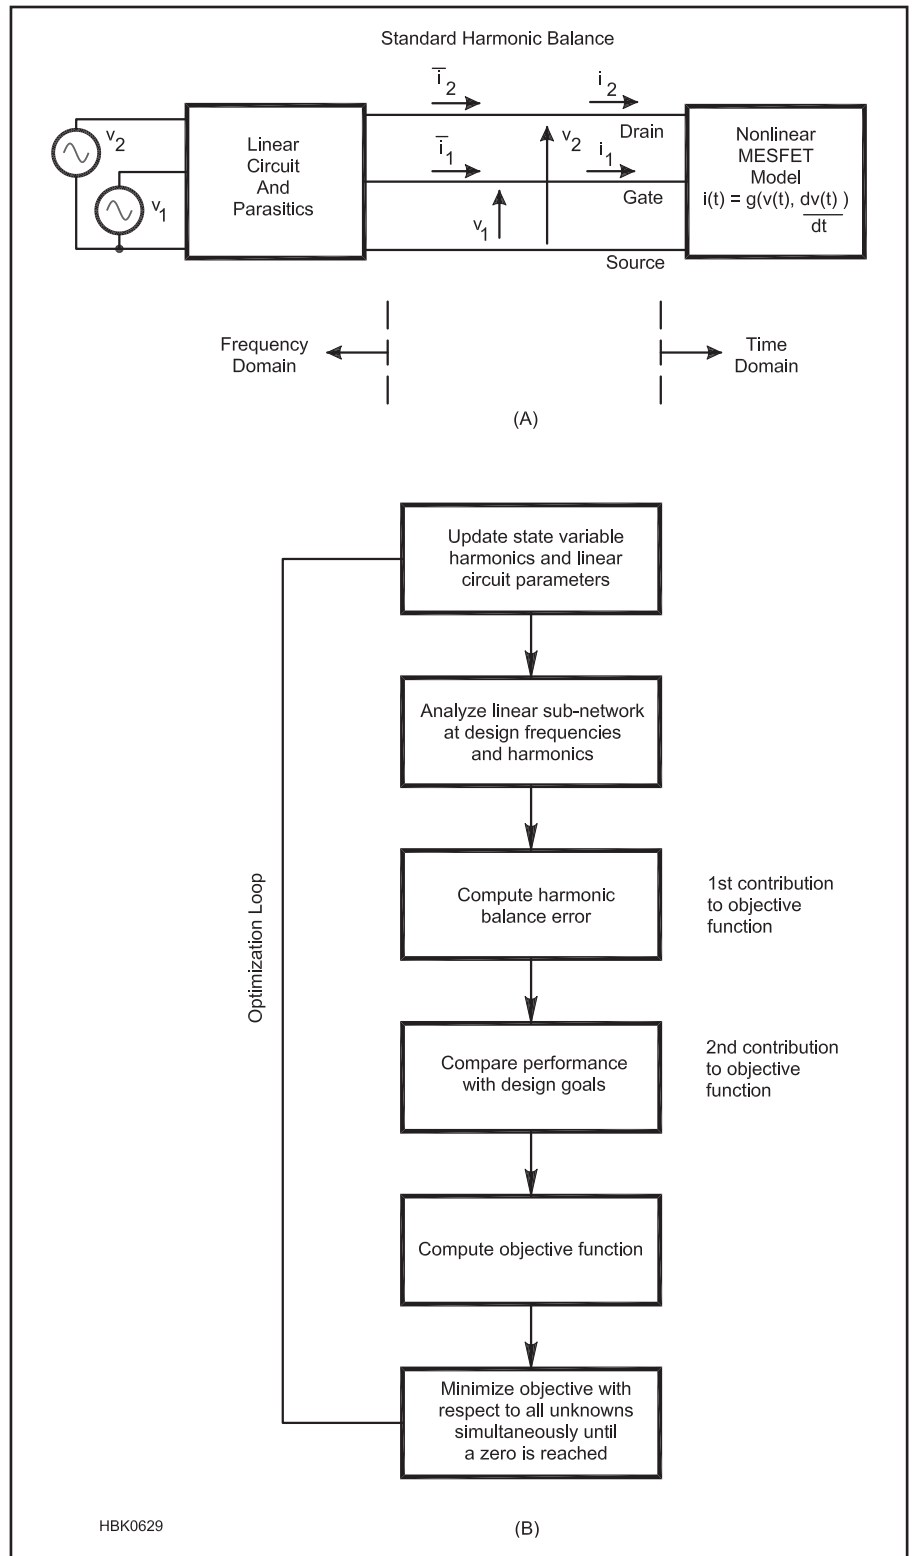 Standard Harmonic Balance
i̅2
i2
v2
v1
Linear
Circuit
And
Parasitics
i̅1
i1
v2
v1
Drain
Gate
Source
Nonlinear
MESFET
Model
i(t) = g(v(t), dv(t) )
dt
Frequency
Domain
Time
Domain
(A)
Update state variable
harmonics and linear
circuit parameters
Analyze linear sub-network
at design frequencies
and harmonics
Optimization Loop
Compute harmonic
balance error
1st contribution
to objective
function
Compare performance
with design goals
2nd contribution
to objective
function
Compute objective function
Minimize objective with
respect to all unknowns
simultaneously until
a zero is reached
HBK0629
(B)